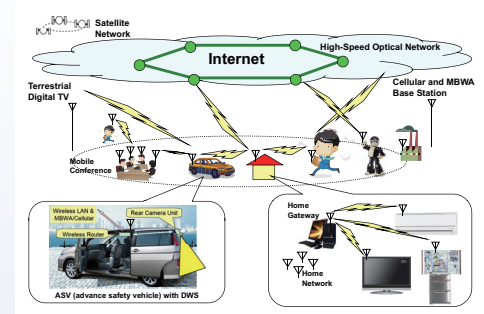 Satellite
Network
Internet
High-Speed Optical Network
Terrestrial
Digital TV
Cellular and MBWA
Base Station
Mobile
Conference
Wireless LAN &
MBWA/Cellular
Rear Camera Unit
Wireless Router
ASV (advance safety vehicle) with DWS
Home
Gateway
Home
Network